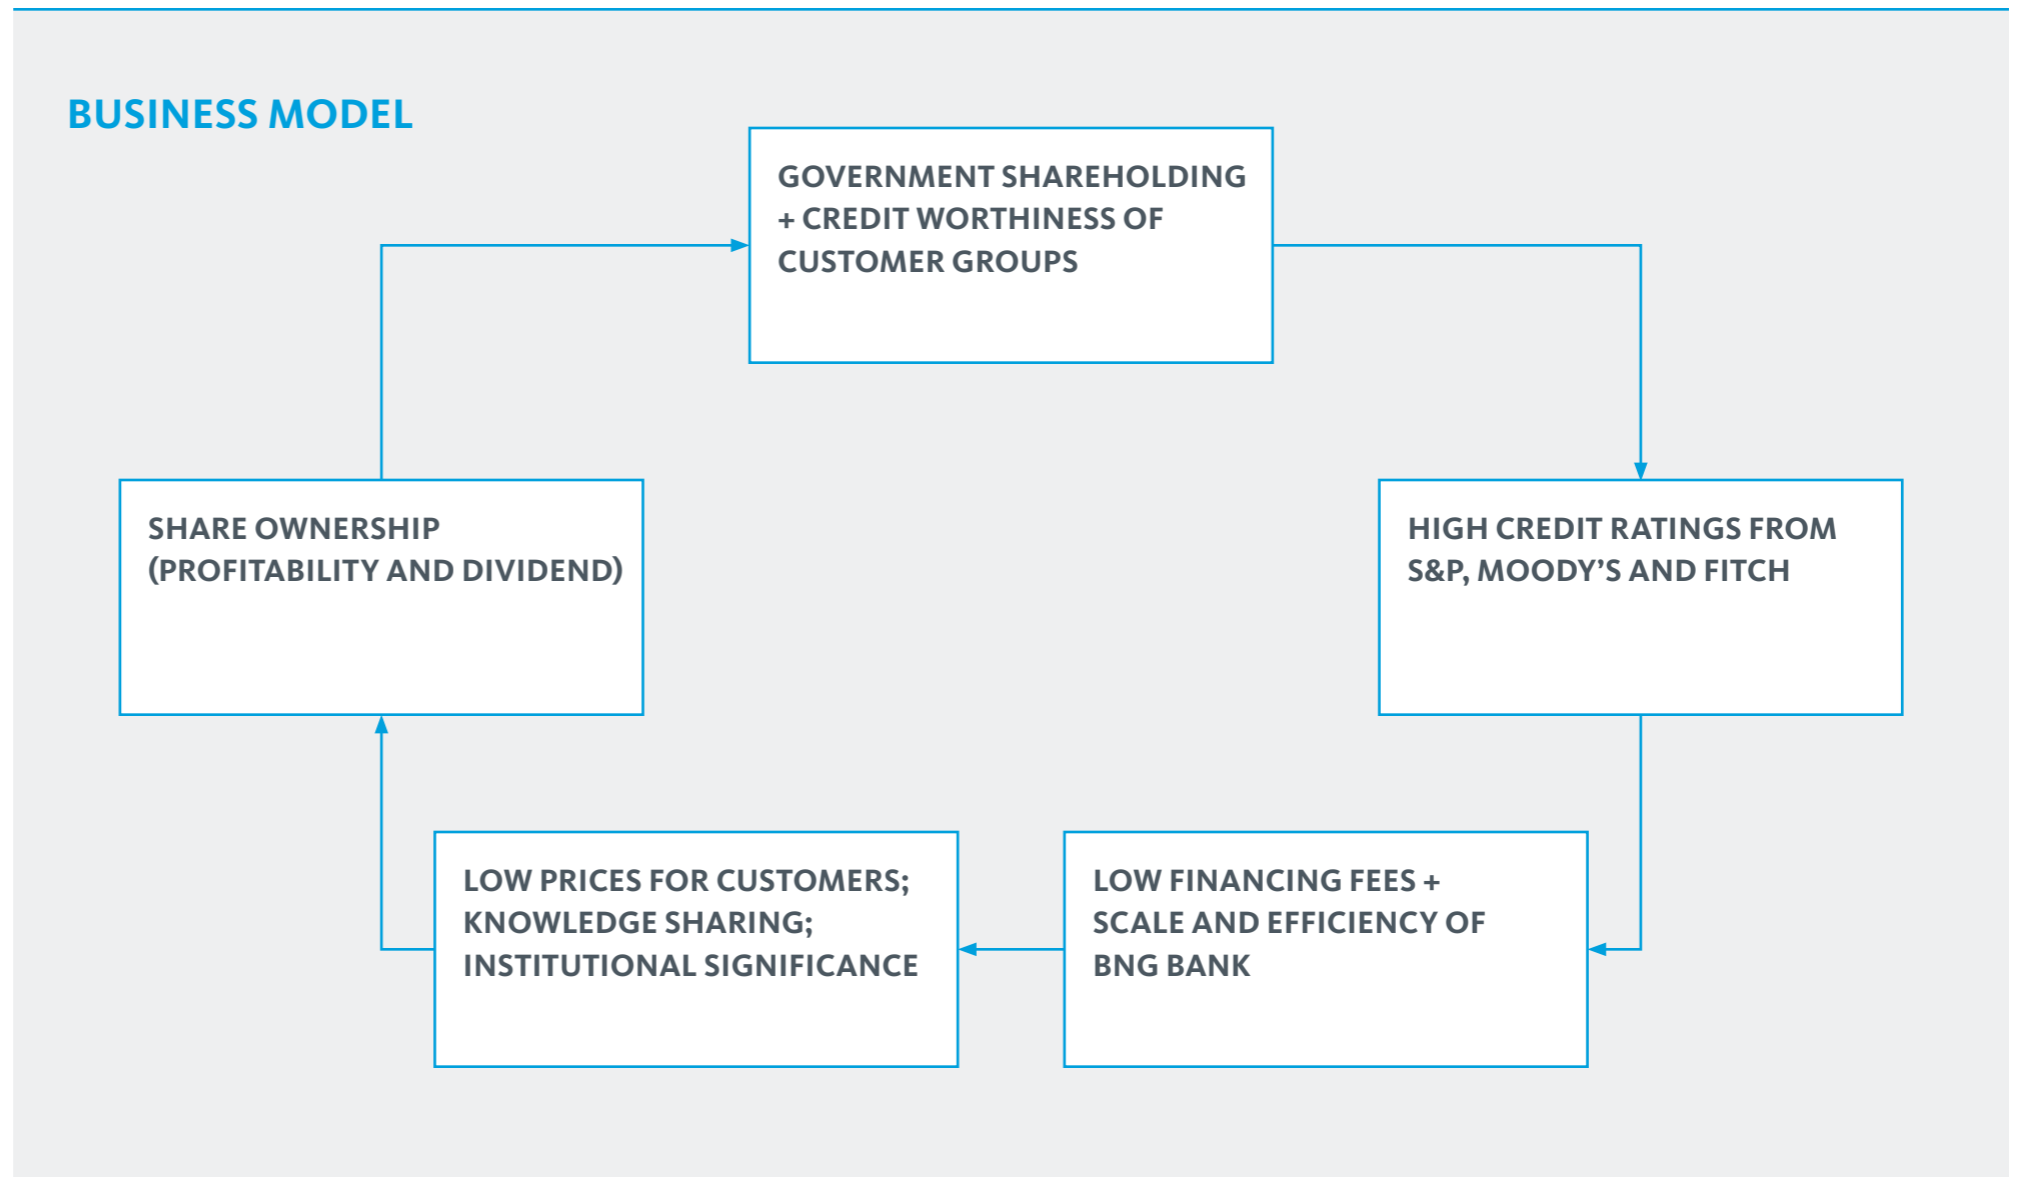 BUSINESS MODEL
GOVERNMENT SHAREHOLDING
+ CREDIT WORTHINESS OF
CUSTOMER GROUPS
SHARE OWNERSHIP
(PROFITABILITY AND DIVIDEND)
HIGH CREDIT RATINGS FROM
S&P, MOODY’S AND FITCH
LOW PRICES FOR CUSTOMERS;
KNOWLEDGE SHARING;
INSTITUTIONAL SIGNIFICANCE
LOW FINANCING FEES +
SCALE AND EFFICIENCY OF
BNG BANK